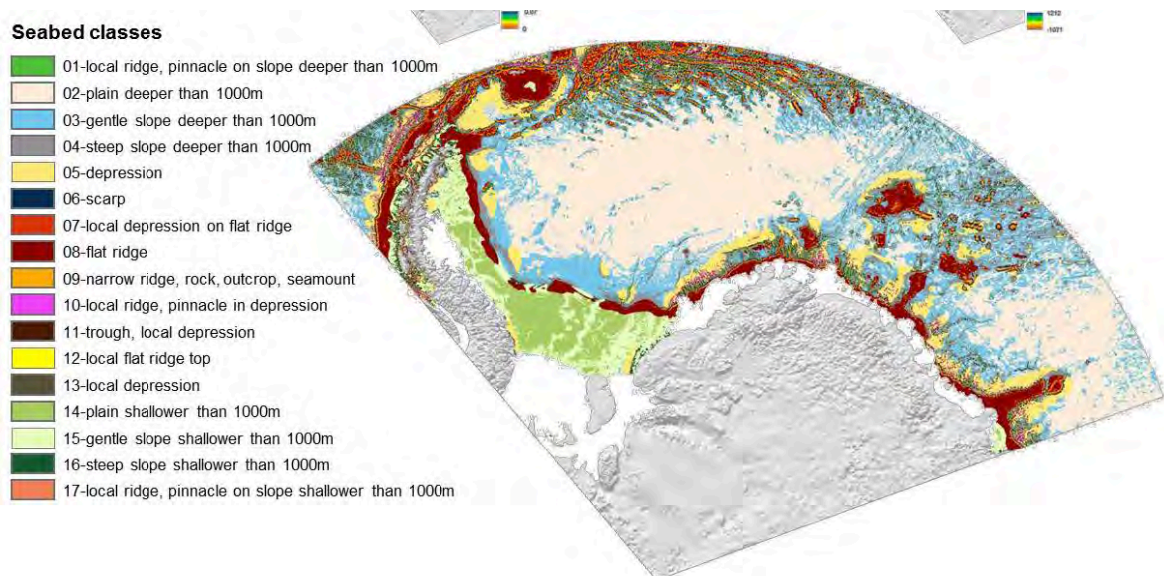 0
1212
-1021
Seabed classes
01-local ridge, pinnacle on slope deeper than 1000m
02-plain deeper than 1000m
03-gentle slope deeper than 1000m
04-steep slope deeper than 1000m
05-depression
06-scarp
07-local depression on flat ridge
08-flat ridge
09-narrow ridge, rock, outcrop, seamount
10-local ridge, pinnacle in depression
11-trough, local depression
12-local flat ridge top
13-local depression
14-plain shallower than 1000m
15-gentle slope shallower than 1000m
16-steep slope shallower than 1000m
17-local ridge, pinnacle on slope shallower than 1000m